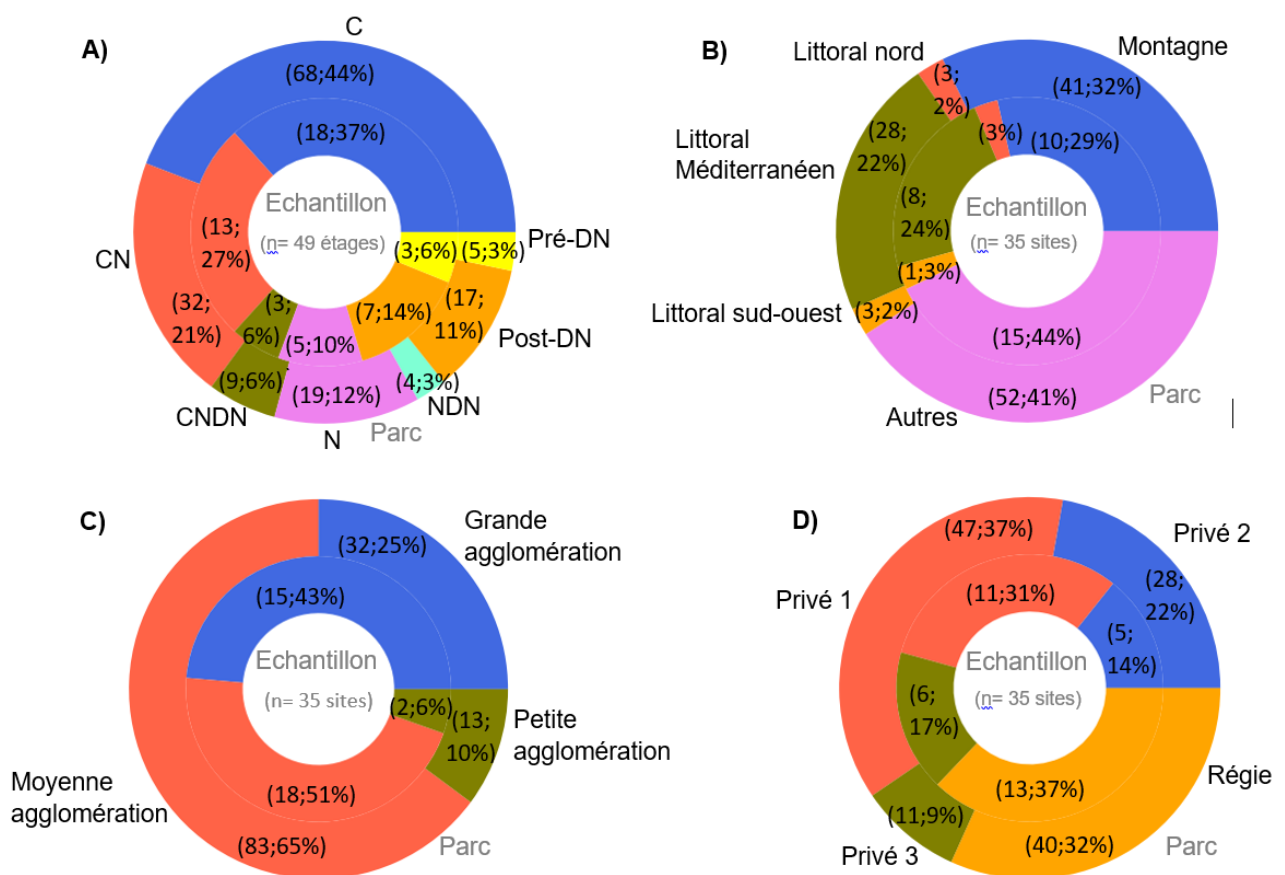 A)
C
(68;44%)
(18;37%)
Echantillon
(n= 49 étages)
(13;
27%)
CN
(32;
21%)
(3;
6%)
(9;6%)
CNDN
(5;10%
(19;12%)
N
Parc
(7;14%)
(4;3%)
NDN
(17;
11%)
Post-DN
(3;6%)
(5;3%)
Pré-DN
B)
Littoral nord
Montagne
(3;
2%)
(41;32%)
(3%)
(10;29%)
(28;
22%)
Littoral
Méditerranéen
(8;
24%)
Echantillon
(n= 35 sites)
(1;3%)
Littoral sud-ouest
(3;2%)
(15;44%)
(52;41%)
Autres
Parc
C)
Grande
agglomération
(32;25%)
(15;43%)
Echantillon
(n= 35 sites)
(2;6%)
(13;
10%)
Petite
agglomération
Moyenne
agglomération
(18;51%)
(83;65%)
Parc
D)
(47;37%)
Privé 2
(28;
22%)
Privé 1
(11;31%)
(5;
14%)
Echantillon
(n= 35 sites)
(6;
17%)
Régie
(13;37%)
(11;9%)
(40;32%)
Privé 3
Parc